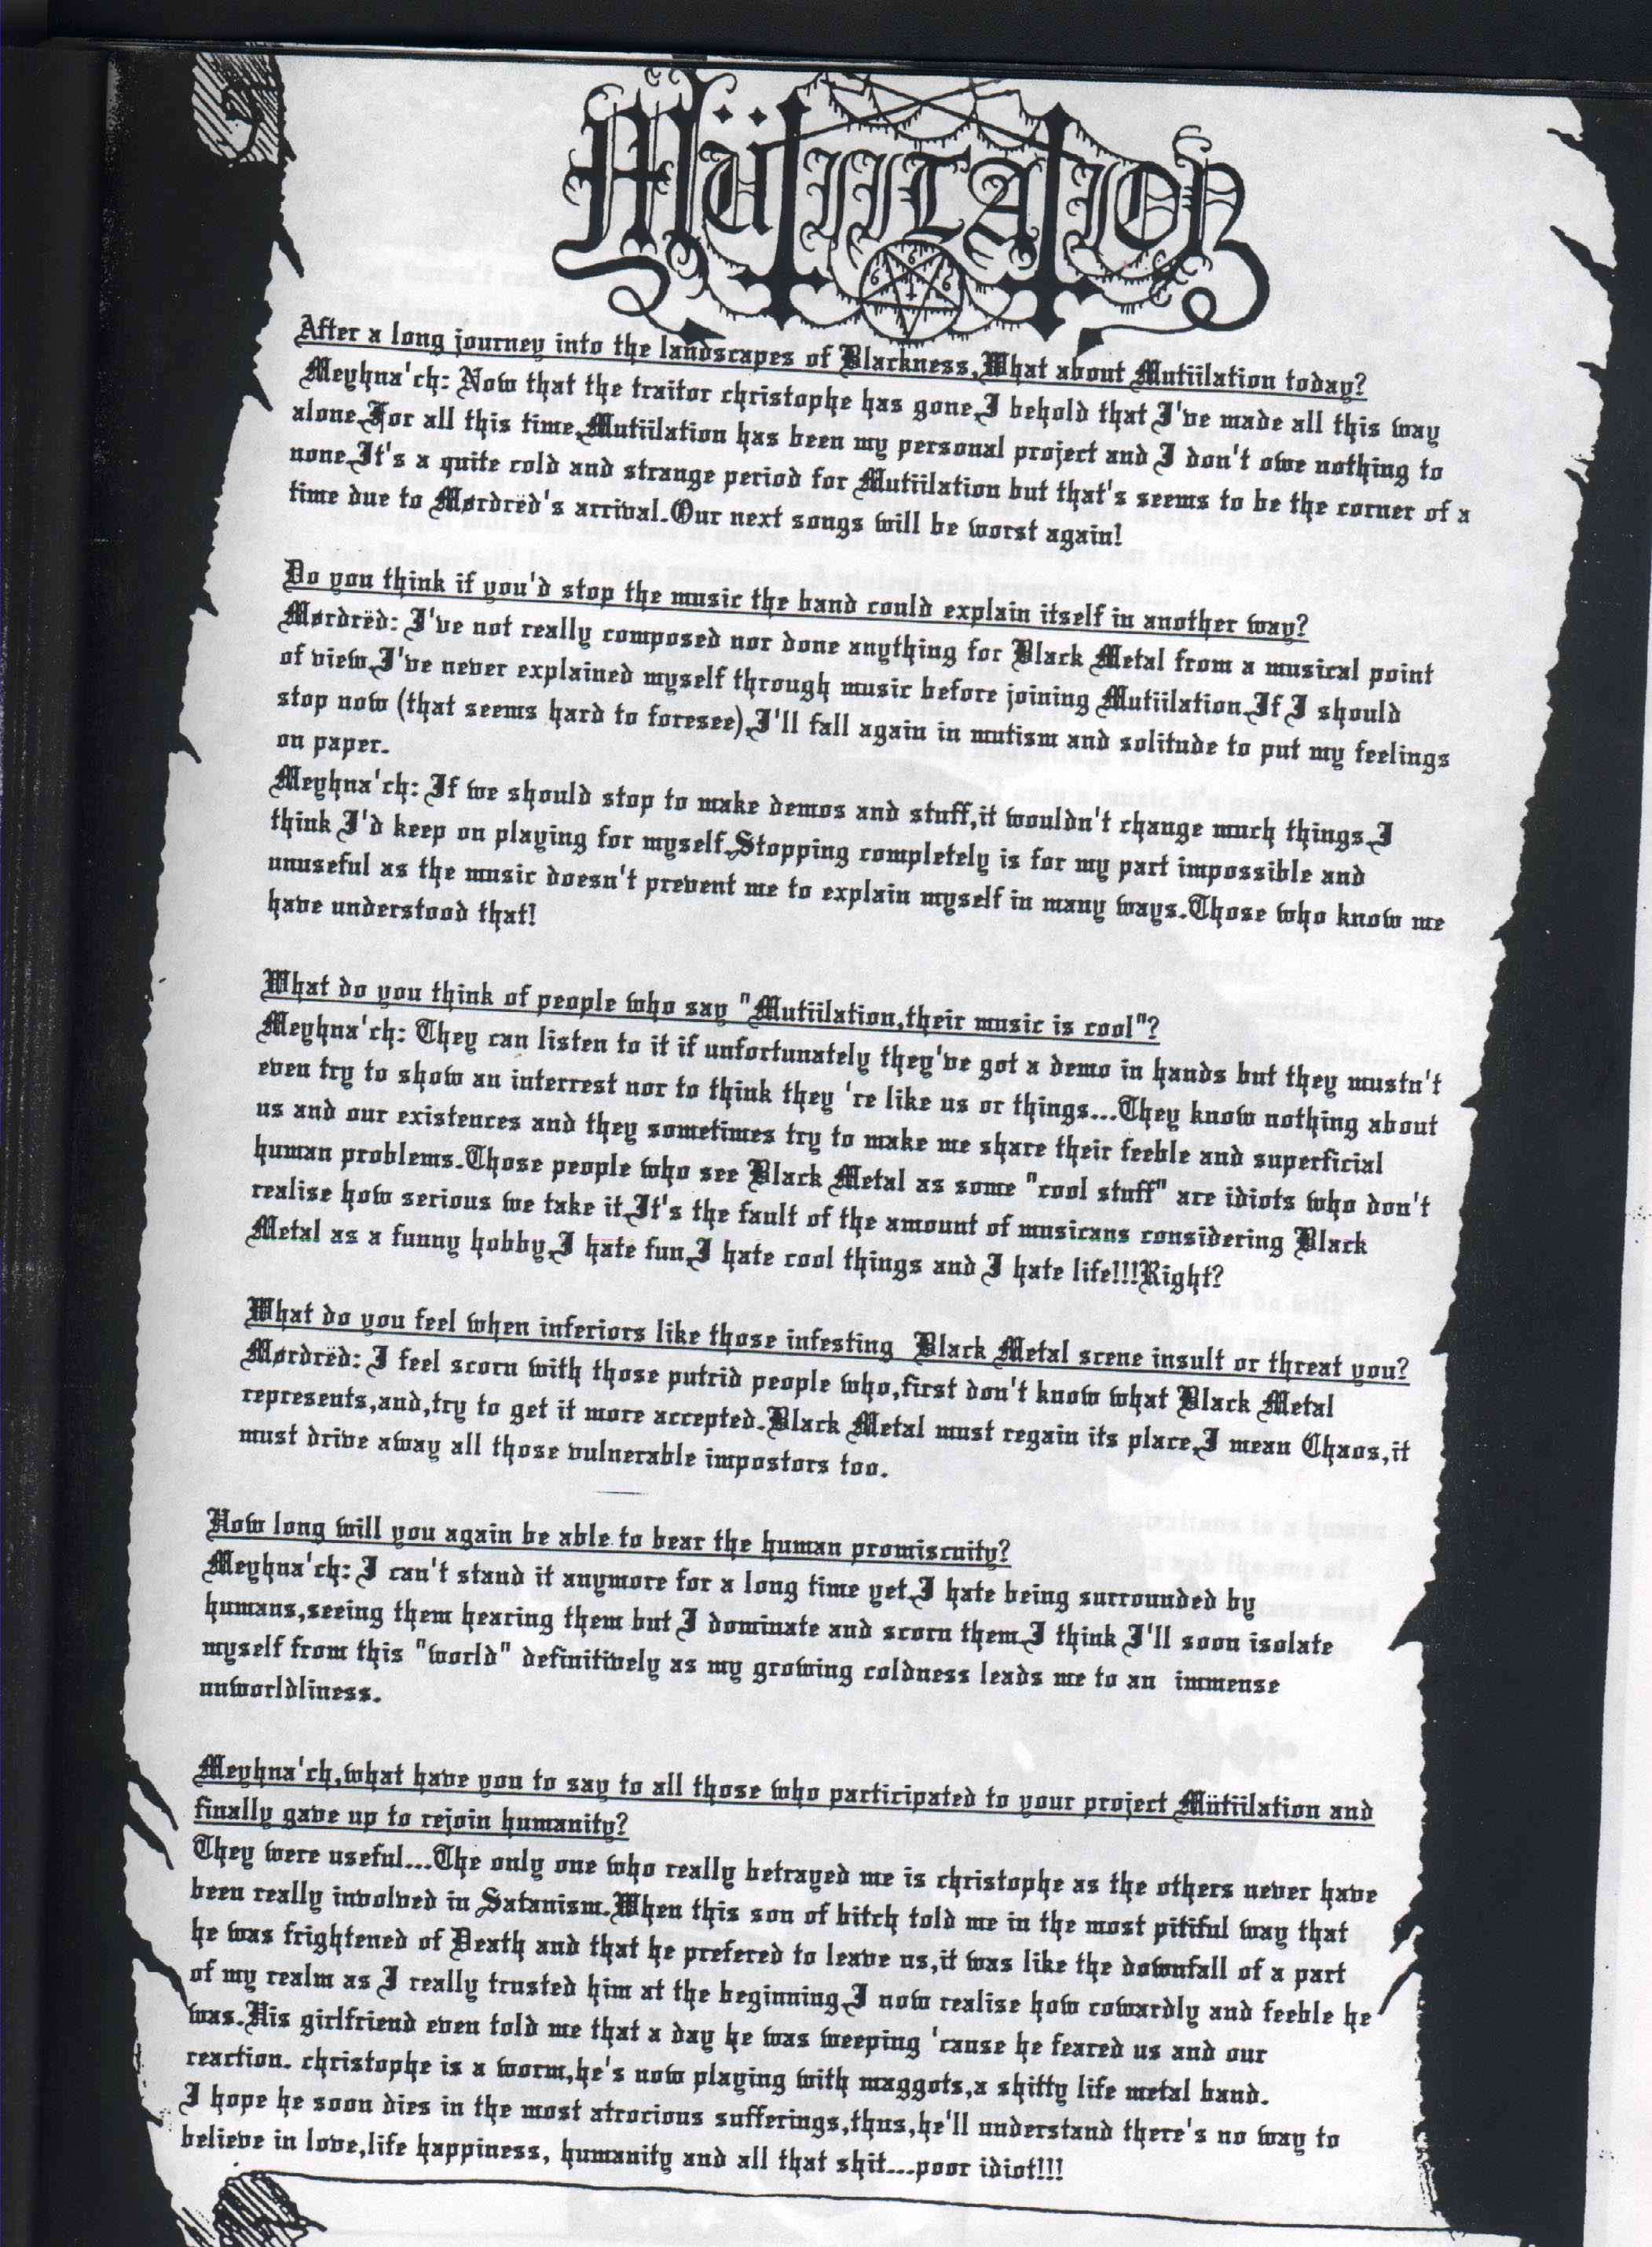 Mütiilation
After a long journey into the landscapes of Blackness,What about Mutiilation today?
Meyhna'ch: Now that the traitor christophe has gone,I behold that I've made all this way
alone.For all this time,Mutiilation has been my personal project and I don't owe nothing to
none.It's a quite cold and strange period for Mutiilation but that's seems to be the corner of a
time due to Mørdrëd's arrival.Our next songs will be worst again!
Do you think if you'd stop the music the band could explain itself in another way?
Mørdrëd: I've not really composed nor done anything for Black Metal from a musical point
of view.I've never explained myself through music before joining Mutiilation.If I should
stop now (that seems hard to foresee),I'll fall again in mutism and solitude to put my feelings
on paper.
Meyhna'ch: If we should stop to make demos and stuff,it wouldn't change much things.I
think I'd keep on playing for myself.Stopping completely is for my part impossible and
unuseful as the music doesn't prevent me to explain myself in many ways.Those who know me
have understood that!
What do you think of people who say "Mutiilation,their music is cool"?
Meyhna'ch: They can listen to it if unfortunately they've got a demo in hands but they mustn't
even try to show an interrest nor to think they 're like us or things...They know nothing about
us and our existences and they sometimes try to make me share their feeble and superficial
human problems.Those people who see Black Metal as some "cool stuff" are idiots who don't
realise how serious we take it.It's the fault of the amount of musicans considering Black
Metal as a funny hobby.I hate fun,I hate cool things and I hate life!!!Right?
What do you feel when inferiors like those infesting Black Metal scene insult or threat you?
Mørdrëd: I feel scorn with those putrid people who,first don't know what Black Metal
represents,and,try to get it more accepted.Black Metal must regain its place,I mean Chaos,it
must drive away all those vulnerable impostors too.
How long will you again be able to bear the human promiscuity?
Meyhna'ch: I can't stand it anymore for a long time yet.I hate being surrounded by
humans,seeing them hearing them but I dominate and scorn them.I think I'll soon isolate
myself from this "world" definitively as my growing coldness leads me to an immense
unworldliness.
Meyhna'ch,what have you to say to all those who participated to your project Mütiilation and
finally gave up to rejoin humanity?
They were useful...The only one who really betrayed me is christophe as the others never have
been really involved in Satanism.When this son of bitch told me in the most pitiful way that
he was frightened of Death and that he prefered to leave us,it was like the downfall of a part
of my realm as I really trusted him at the beginning.I now realise how cowardly and feeble he
was.His girlfriend even told me that a day he was weeping 'cause he feared us and our
reaction. christophe is a worm,he's now playing with maggots,a shitty life metal band.
I hope he soon dies in the most atrocious sufferings,thus,he'll understand there's no way to
believe in love,life happiness, humanity and all that shit...poor idiot!!!